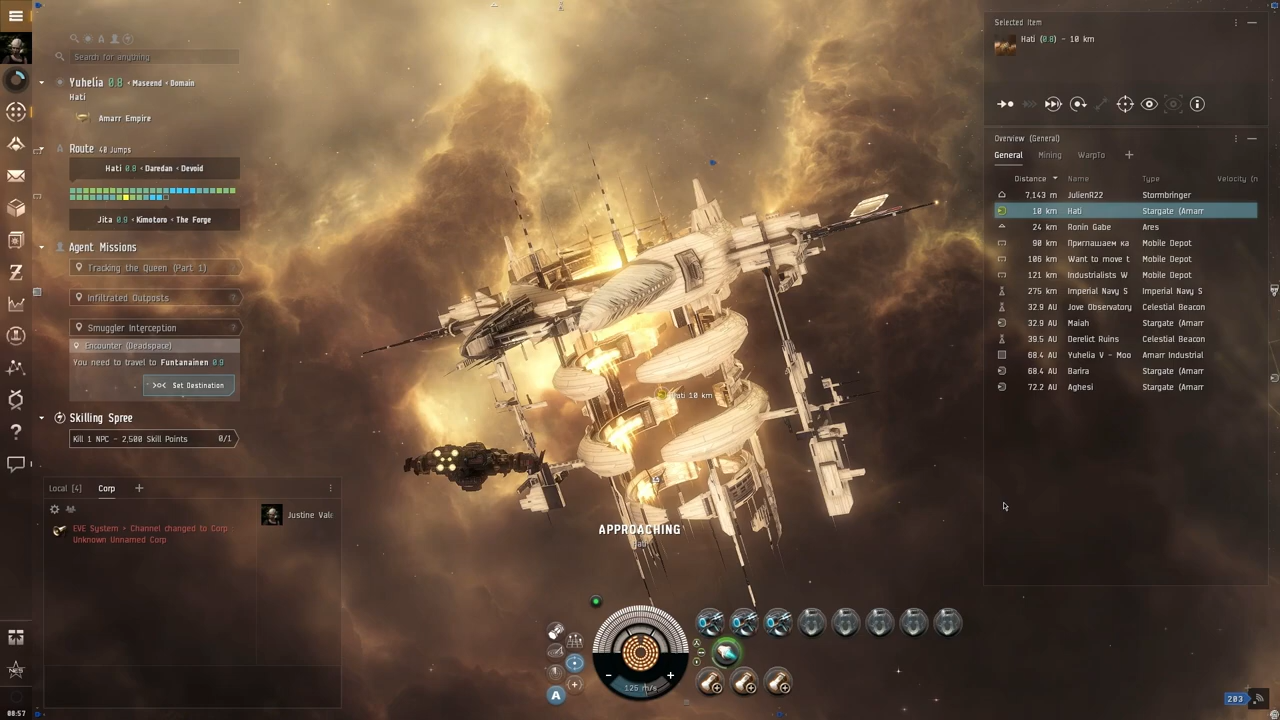 Search for anything
Yuhelia 0.8 ‹ Maseend ‹ Domain
Hati
Amarr Empire
Route 40 Jumps
Hati 0.8 ‹ Daredan ‹ Devoid
Jita 0.9 ‹ Kimotoro ‹ The Forge
Agent Missions
Tracking the Queen (Part 1)
Infiltrated Outposts
Smuggler Interception
Encounter (Deadspace)
You need to travel to Funtanainen 0.9
Set Destination
Skilling Spree
Kill 1 NPC - 2,500 Skill Points 0/1
Local [4] Corp
EVE System > Channel changed to Corp :
Unknown Unnamed Corp
Justine Val
NES
08:57
Hati 10 km
APPROACHING
Hati
125 m/s
A
Selected Item
Hati (0.8) - 10 km
Overview (General)
General Mining WarpTo
Distance Name Type Velocity (m
7,143 m JulienR22 Stormbringer
10 km Hati Stargate (Amarr
24 km Ronin Gabe Ares
90 km Приглашаем ка Mobile Depot
106 km Want to move t Mobile Depot
121 km Industrialists W Mobile Depot
275 km Imperial Navy S Imperial Navy S
32.9 AU Jove Observatory Celestial Beacon
32.9 AU Maiah Stargate (Amarr
39.5 AU Derelict Ruins Celestial Beacon
68.4 AU Yuhelia V - Moo Amarr Industrial
68.4 AU Barira Stargate (Amarr
72.2 AU Aghesi Stargate (Amarr
203